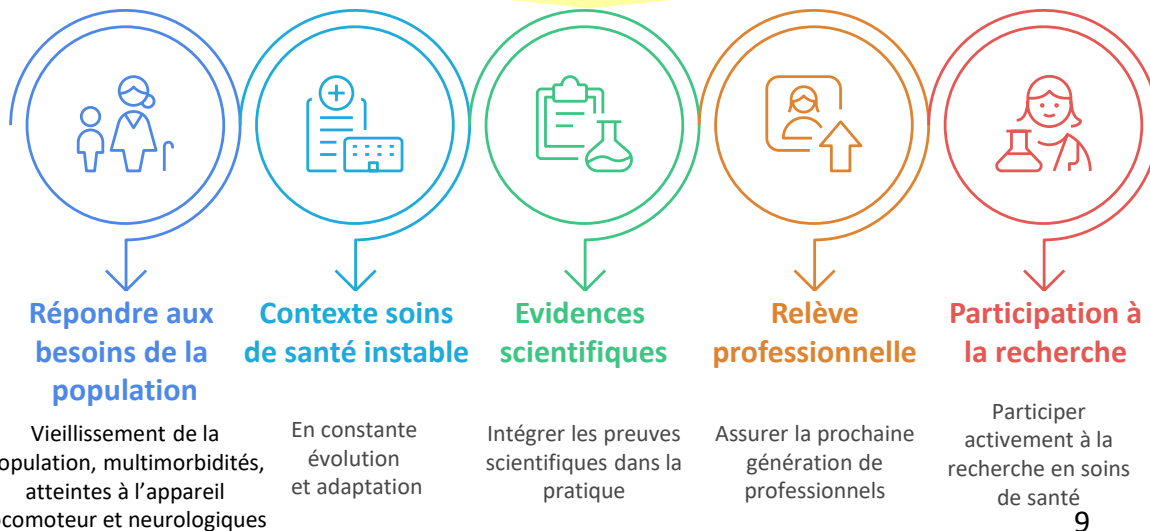 Répondre aux
besoins de la
population
Vieillissement de la
opulation, multimorbidités,
atteintes à l'appareil
ocomoteur et neurologiques
Contexte soins
de santé instable
En constante
évolution
et adaptation
Evidences
scientifiques
Intégrer les preuves
scientifiques dans la
pratique
Relève
professionnelle
Assurer la prochaine
génération de
professionnels
Participation à
la recherche
Participer
activement à la
recherche en soins
de santé
9